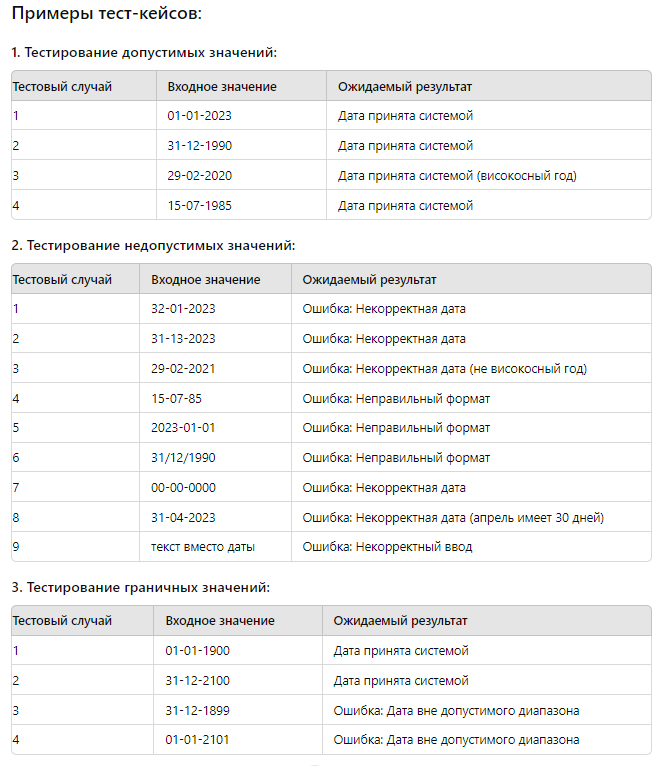 Примеры тест-кейсов:
1. Тестирование допустимых значений:
Тестовый случай Входное значение Ожидаемый результат
1 01-01-2023 Дата принята системой
2 31-12-1990 Дата принята системой
3 29-02-2020 Дата принята системой (високосный год)
4 15-07-1985 Дата принята системой
2. Тестирование недопустимых значений:
Тестовый случай Входное значение Ожидаемый результат
1 32-01-2023 Ошибка: Некорректная дата
2 31-13-2023 Ошибка: Некорректная дата
3 29-02-2021 Ошибка: Некорректная дата (не високосный год)
4 15-07-85 Ошибка: Неправильный формат
5 2023-01-01 Ошибка: Неправильный формат
6 31/12/1990 Ошибка: Неправильный формат
7 00-00-0000 Ошибка: Некорректная дата
8 31-04-2023 Ошибка: Некорректная дата (апрель имеет 30 дней)
9 текст вместо даты Ошибка: Некорректный ввод
3. Тестирование граничных значений:
Тестовый случай Входное значение Ожидаемый результат
1 01-01-1900 Дата принята системой
2 31-12-2100 Дата принята системой
3 31-12-1899 Ошибка: Дата вне допустимого диапазона
4 01-01-2101 Ошибка: Дата вне допустимого диапазона